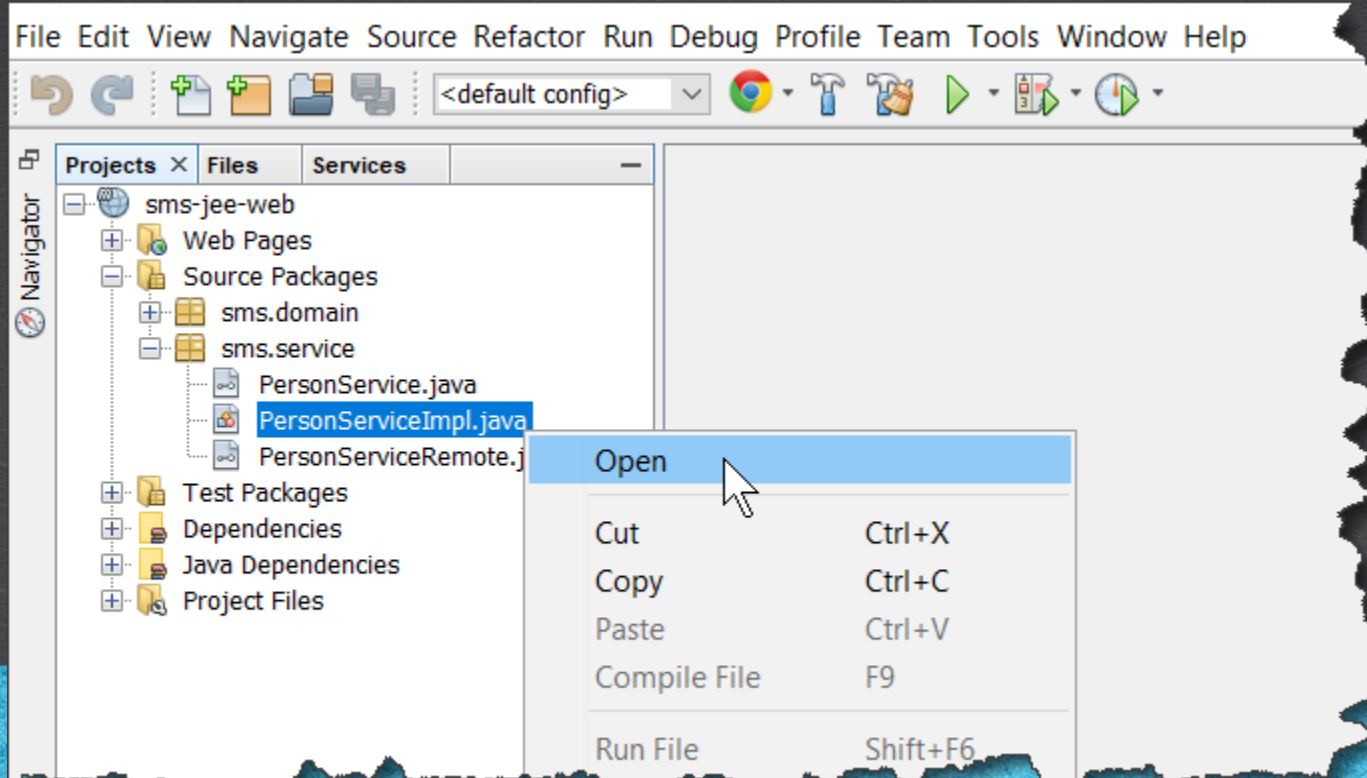 File Edit View Navigate Source Refactor Run Debug Profile Team Tools Window Help
<default config>
Projects Files Services
Navigator
sms-jee-web
Web Pages
Source Packages
sms.domain
sms.service
PersonService.java
PersonServiceImpl.java
PersonServiceRemote.j
Test Packages
Dependencies
Java Dependencies
Project Files
Open
Cut Ctrl+X
Copy Ctrl+C
Paste Ctrl+V
Compile File F9
Run File Shift+F6